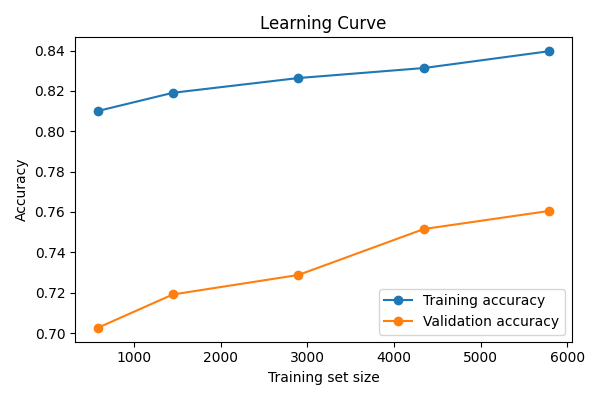 Learning Curve
Accuracy
0.84
0.82
0.80
0.78
0.76
0.74
0.72
0.70
Training accuracy
Validation accuracy
1000 2000 3000 4000 5000 6000
Training set size